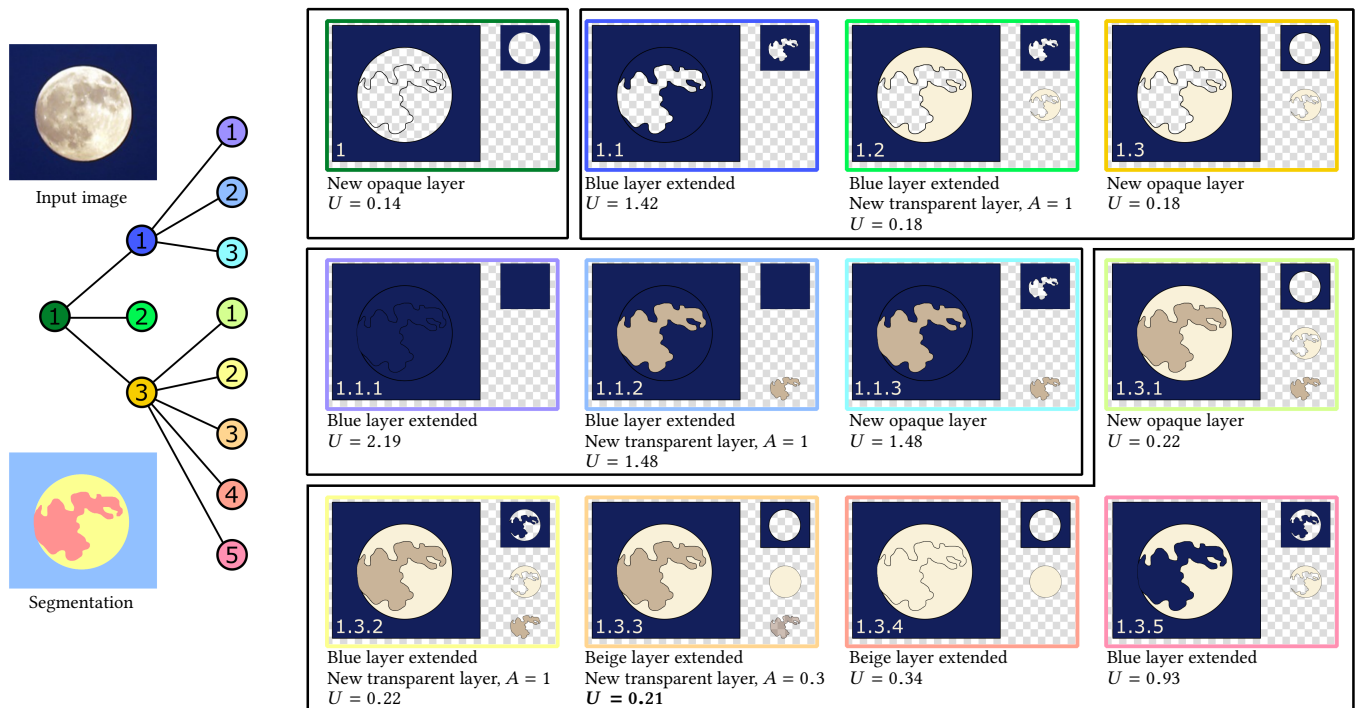 Input image
1
1
2
3
1
2
3
1
2
3
4
5
Segmentation
1
New opaque layer
U = 0.14
1.1
Blue layer extended
U = 1.42
1.2
Blue layer extended
New transparent layer, A = 1
U = 0.18
1.3
New opaque layer
U = 0.18
1.1.1
Blue layer extended
U = 2.19
1.1.2
Blue layer extended
New transparent layer, A = 1
U = 1.48
1.1.3
New opaque layer
U = 1.48
1.3.1
New opaque layer
U = 0.22
1.3.2
Blue layer extended
New transparent layer, A = 1
U = 0.22
1.3.3
Beige layer extended
New transparent layer, A = 0.3
U = 0.21
1.3.4
Beige layer extended
U = 0.34
1.3.5
Blue layer extended
U = 0.93